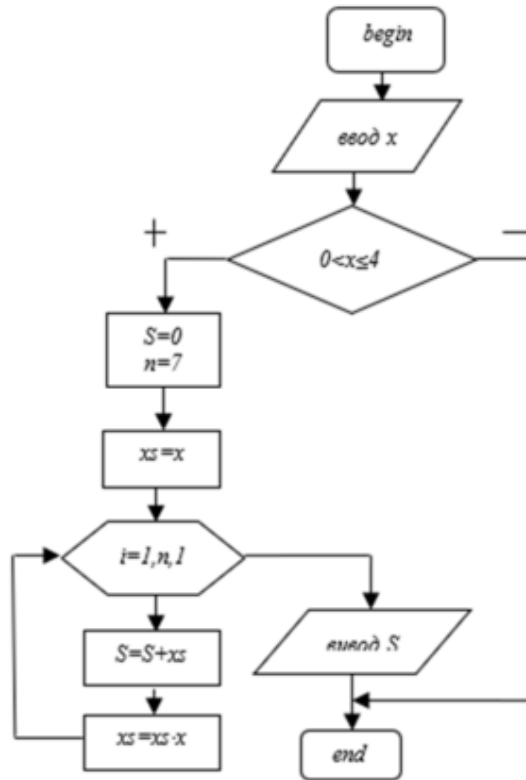 begin
ввод x
+
−
0<x≤4
S=0
n=7
xs=x
i=1,n,1
S=S+xs
вывод S
xs=xs·x
end